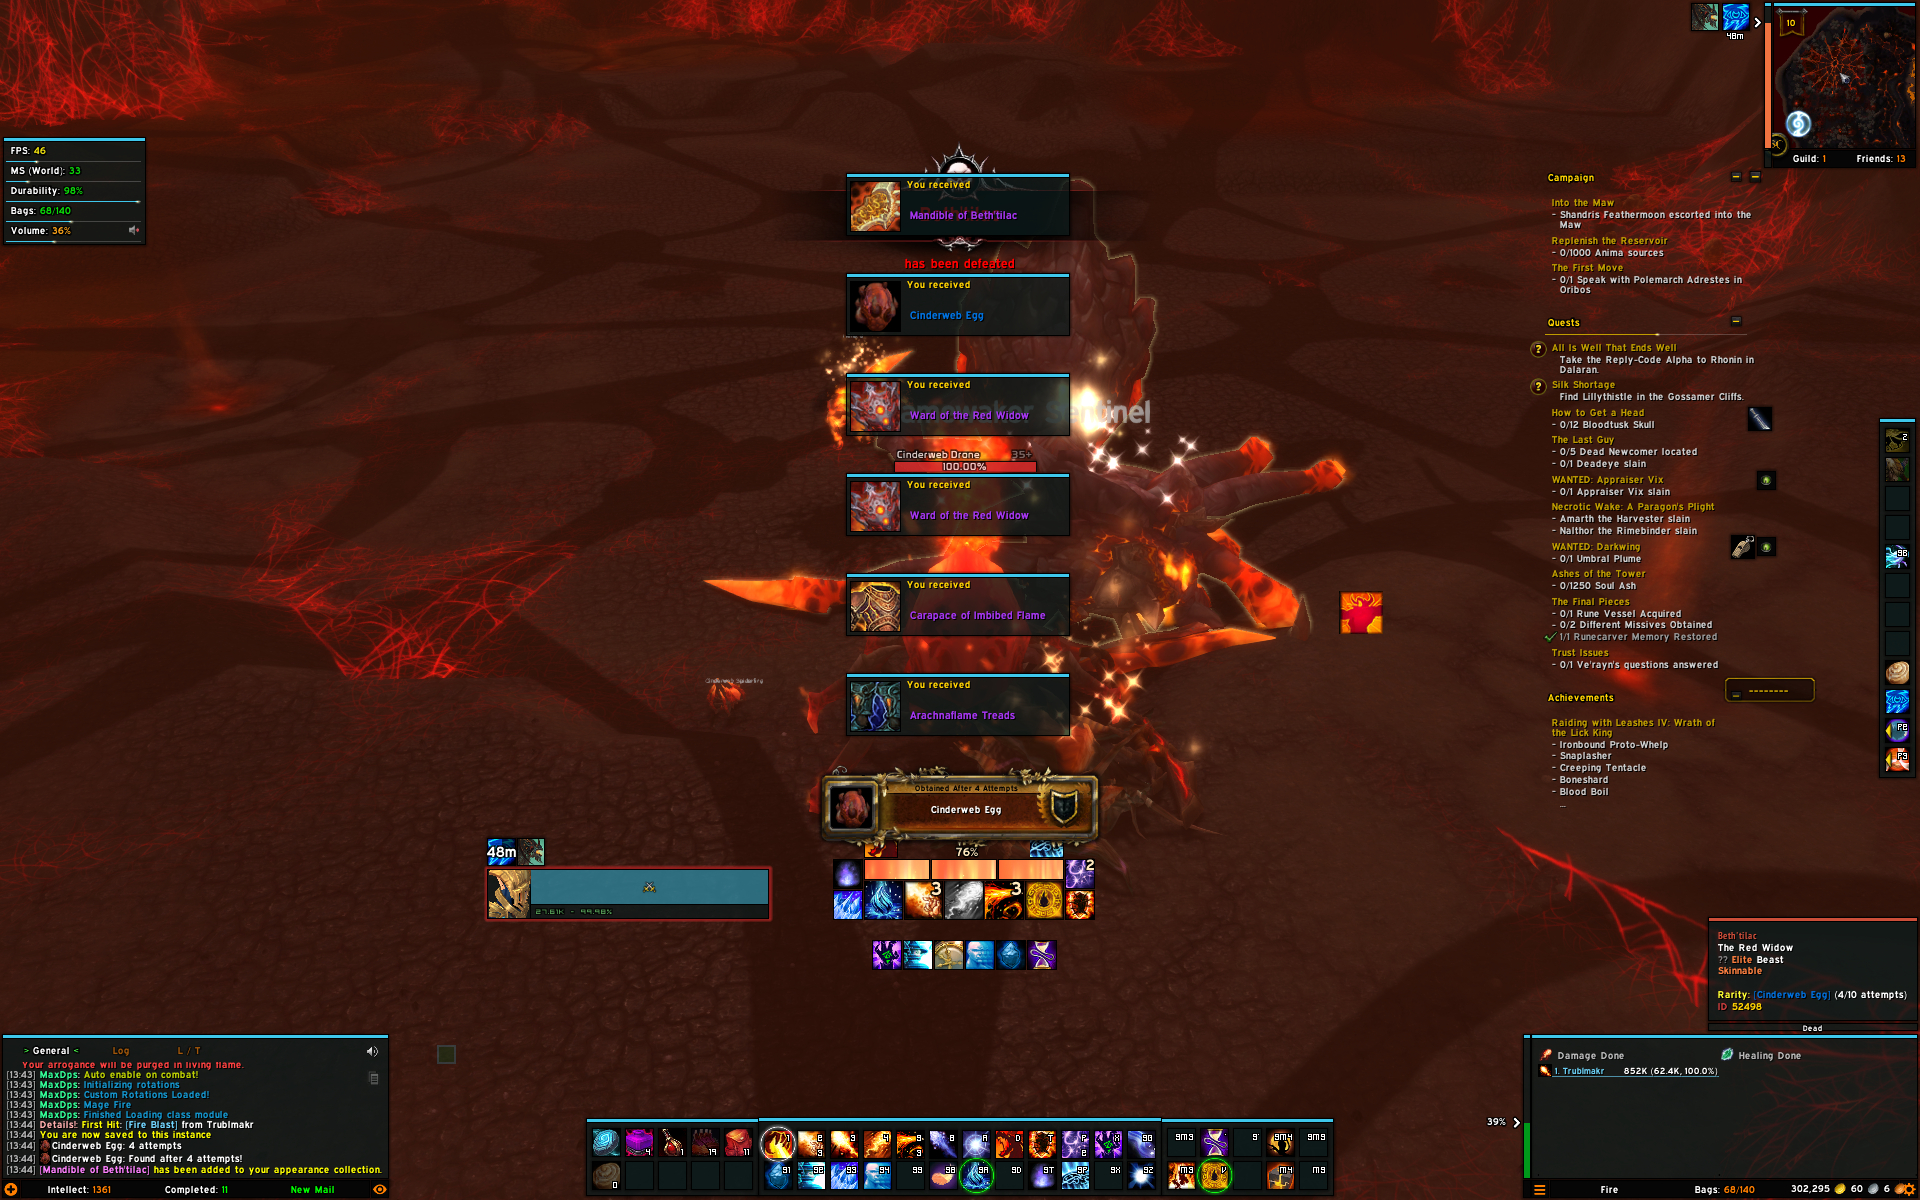 48m
10
Guild: 1 Friends: 13
FPS: 46
MS (World): 33
Durability: 98%
Bags: 68/140
Volume: 36%
You received
Mandible of Beth'tilac
has been defeated
You received
Cinderweb Egg
You received
Ward of the Red Widow
Cinderweb Drone 35+
100.00%
You received
Ward of the Red Widow
You received
Carapace of Imbibed Flame
You received
Arachnaflame Treads
Cinderweb Spiderling
Obtained After 4 Attempts
Cinderweb Egg
76%
2
3
3
48m
27.61K - 99.98%
Campaign
Into the Maw
- Shandris Feathermoon escorted into the
Maw
Replenish the Reservoir
- 0/1000 Anima sources
The First Move
- 0/1 Speak with Polemarch Adrestes in
Oribos
Quests
All Is Well That Ends Well
Take the Reply-Code Alpha to Rhonin in
Dalaran.
Silk Shortage
Find Lillythistle in the Gossamer Cliffs.
How to Get a Head
- 0/12 Bloodtusk Skull
The Last Guy
- 0/5 Dead Newcomer located
- 0/1 Deadeye slain
WANTED: Appraiser Vix
- 0/1 Appraiser Vix slain
Necrotic Wake: A Paragon's Plight
- Amarth the Harvester slain
- Nalthor the Rimebinder slain
WANTED: Darkwing
- 0/1 Umbral Plume
Ashes of the Tower
- 0/1250 Soul Ash
The Final Pieces
- 0/1 Rune Vessel Acquired
- 0/2 Different Missives Obtained
1/1 Runecarver Memory Restored
Trust Issues
- 0/1 Ve'rayn's questions answered
--------
Achievements
Raiding with Leashes IV: Wrath of
the Lick King
- Ironbound Proto-Whelp
- Snaplasher
- Creeping Tentacle
- Boneshard
- Blood Boil
...
Beth'tilac
The Red Widow
?? Elite Beast
Skinnable
Rarity: [Cinderweb Egg] (4/10 attempts)
ID 52498
Dead
> General < Log L / T
Your arrogance will be purged in living flame.
[13:43] MaxDps: Auto enable on combat!
[13:43] MaxDps: Initializing rotations
[13:43] MaxDps: Custom Rotations Loaded!
[13:43] MaxDps: Mage Fire
[13:43] MaxDps: Finished Loading class module
[13:44] Details! First Hit: [Fire Blast] from Trublmakr
[13:44] You are now saved to this instance
[13:44] Cinderweb Egg: 4 attempts
[13:44] Cinderweb Egg: Found after 4 attempts!
[13:44] [Mandible of Beth'tilac] has been added to your appearance collection.
Intellect: 1361 Completed: 11 New Mail
4 1 19 11
Damage Done Healing Done
1. Trublmakr 852K (62.4K, 100.0%)
39%
Fire Bags: 68/140 302,295 60 6